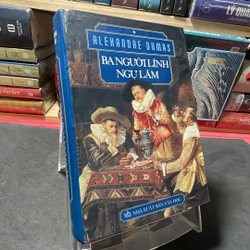 ALEXANDRE DUMAS
BA NGƯỜI LÍNH
NGỰ LÂM
NHÀ XUẤT BẢN VĂN HỌC